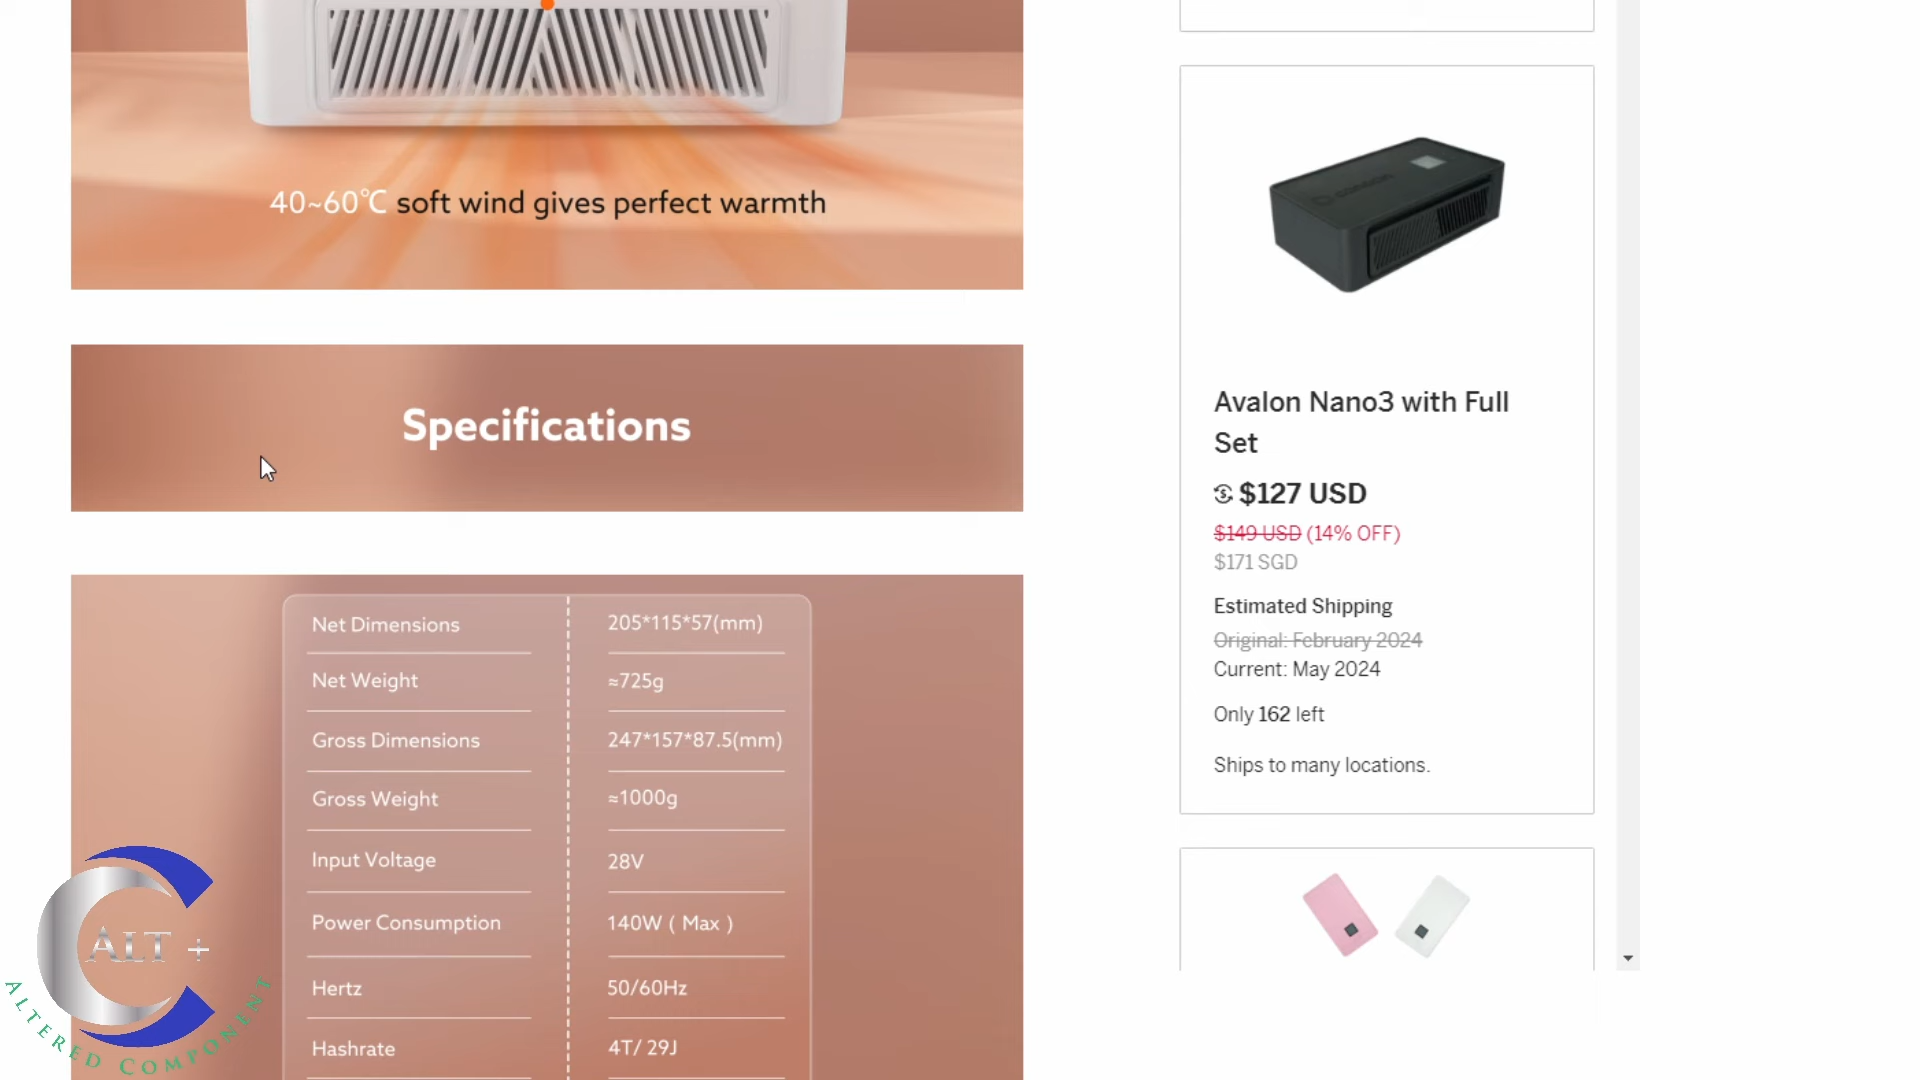 40~60℃ soft wind gives perfect warmth
Specifications
Net Dimensions 205*115*57(mm)
Net Weight ≈725g
Gross Dimensions 247*157*87.5(mm)
Gross Weight ≈1000g
Input Voltage 28V
Power Consumption 140W ( Max )
Hertz 50/60Hz
Hashrate 4T/ 29J
Avalon Nano3 with Full
Set
$127 USD
$149 USD (14% OFF)
$171 SGD
Estimated Shipping
Original: February 2024
Current: May 2024
Only 162 left
Ships to many locations.
ALT +
ALTERED COMPONENT